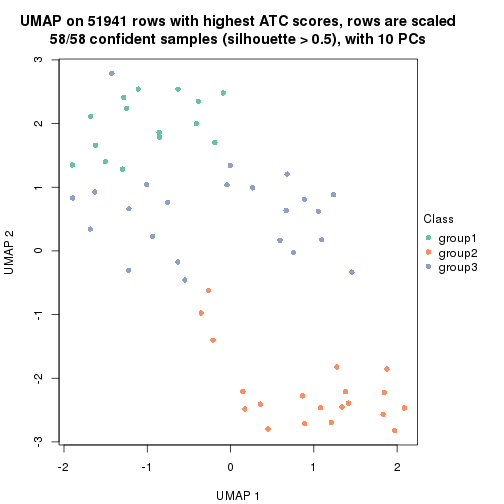 UMAP on 51941 rows with highest ATC scores, rows are scaled
58/58 confident samples (silhouette > 0.5), with 10 PCs
3
2
1
0
-1
-2
-3
UMAP 2
-2
-1
0
1
2
UMAP 1
Class
group1
group2
group3